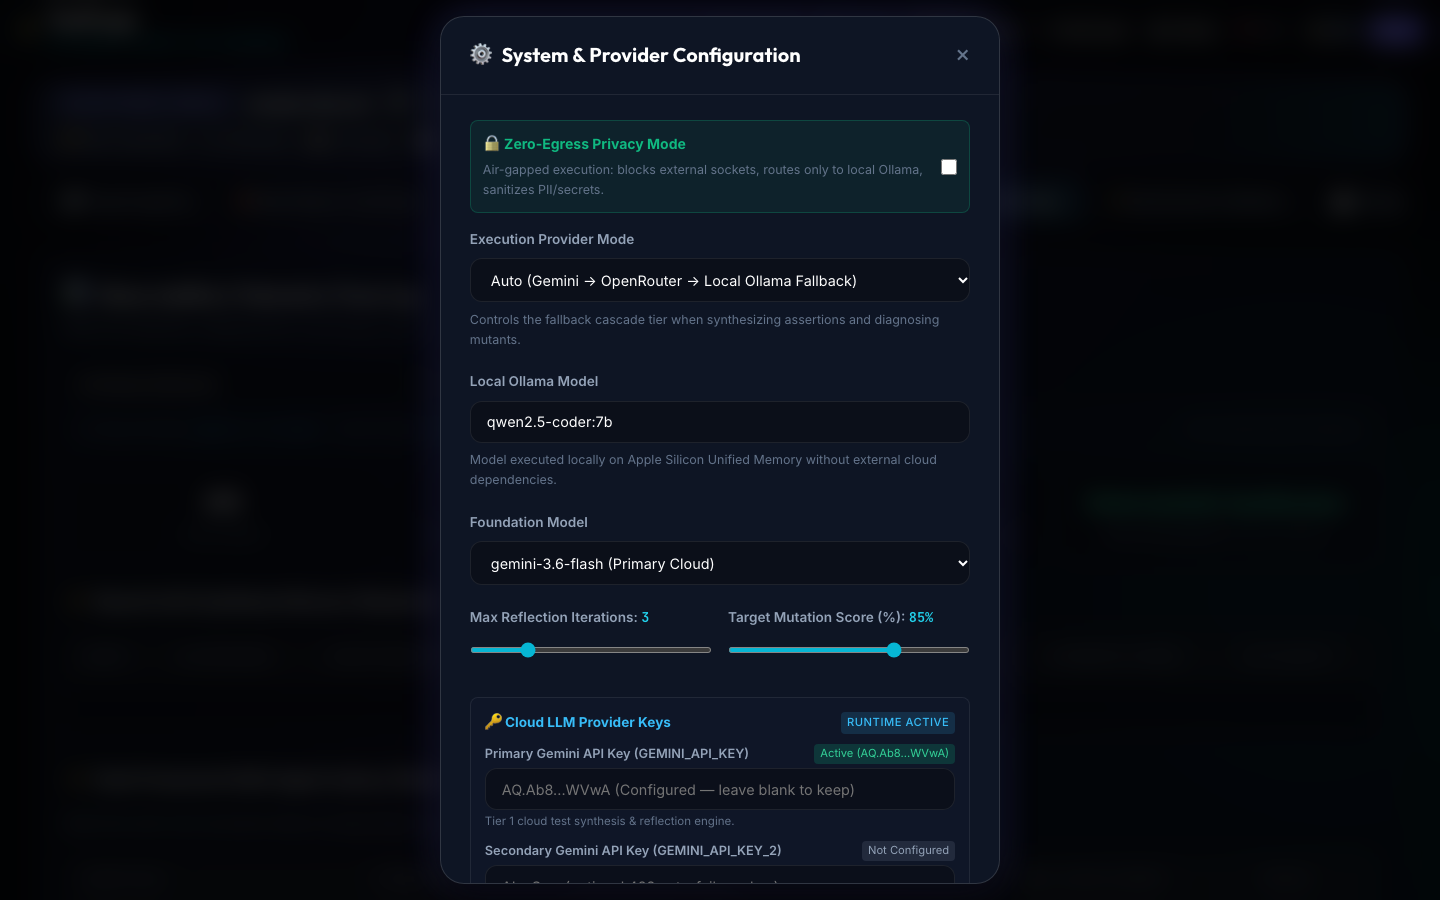 System & Provider Configuration
×
Zero-Egress Privacy Mode
Air-gapped execution: blocks external sockets, routes only to local Ollama,
sanitizes PII/secrets.
Execution Provider Mode
Auto (Gemini → OpenRouter → Local Ollama Fallback)
Controls the fallback cascade tier when synthesizing assertions and diagnosing
mutants.
Local Ollama Model
qwen2.5-coder:7b
Model executed locally on Apple Silicon Unified Memory without external cloud
dependencies.
Foundation Model
gemini-3.6-flash (Primary Cloud)
Max Reflection Iterations: 3
Target Mutation Score (%): 85%
Cloud LLM Provider Keys
RUNTIME ACTIVE
Primary Gemini API Key (GEMINI_API_KEY)
Active (AQ.Ab8...WVwA)
AQ.Ab8...WVwA (Configured — leave blank to keep)
Tier 1 cloud test synthesis & reflection engine.
Secondary Gemini API Key (GEMINI_API_KEY_2)
Not Configured